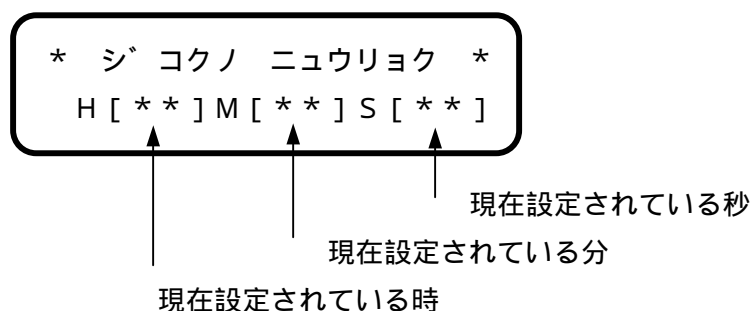 * ジコクノ ニュウリョク *
H[**]M[**]S[**]
現在設定されている秒
現在設定されている分
現在設定されている時